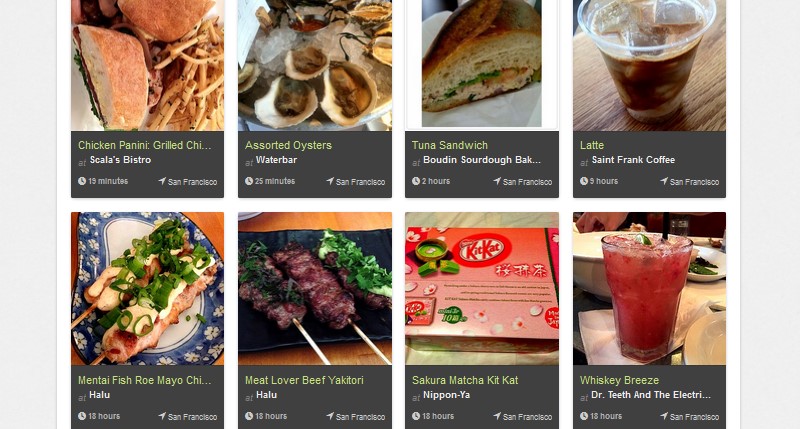 Chicken Panini: Grilled Chi...
at Scala's Bistro
19 minutes San Francisco
Assorted Oysters
at Waterbar
25 minutes San Francisco
Tuna Sandwich
at Boudin Sourdough Bak...
2 hours San Francisco
Latte
at Saint Frank Coffee
9 hours San Francisco
Mentai Fish Roe Mayo Chi...
at Halu
18 hours San Francisco
Meat Lover Beef Yakitori
at Halu
18 hours San Francisco
KitKat
桜抹茶
KitKat
Sakura Matcha Kit Kat
at Nippon-Ya
18 hours San Francisco
Whiskey Breeze
at Dr. Teeth And The Electri...
18 hours San Francisco